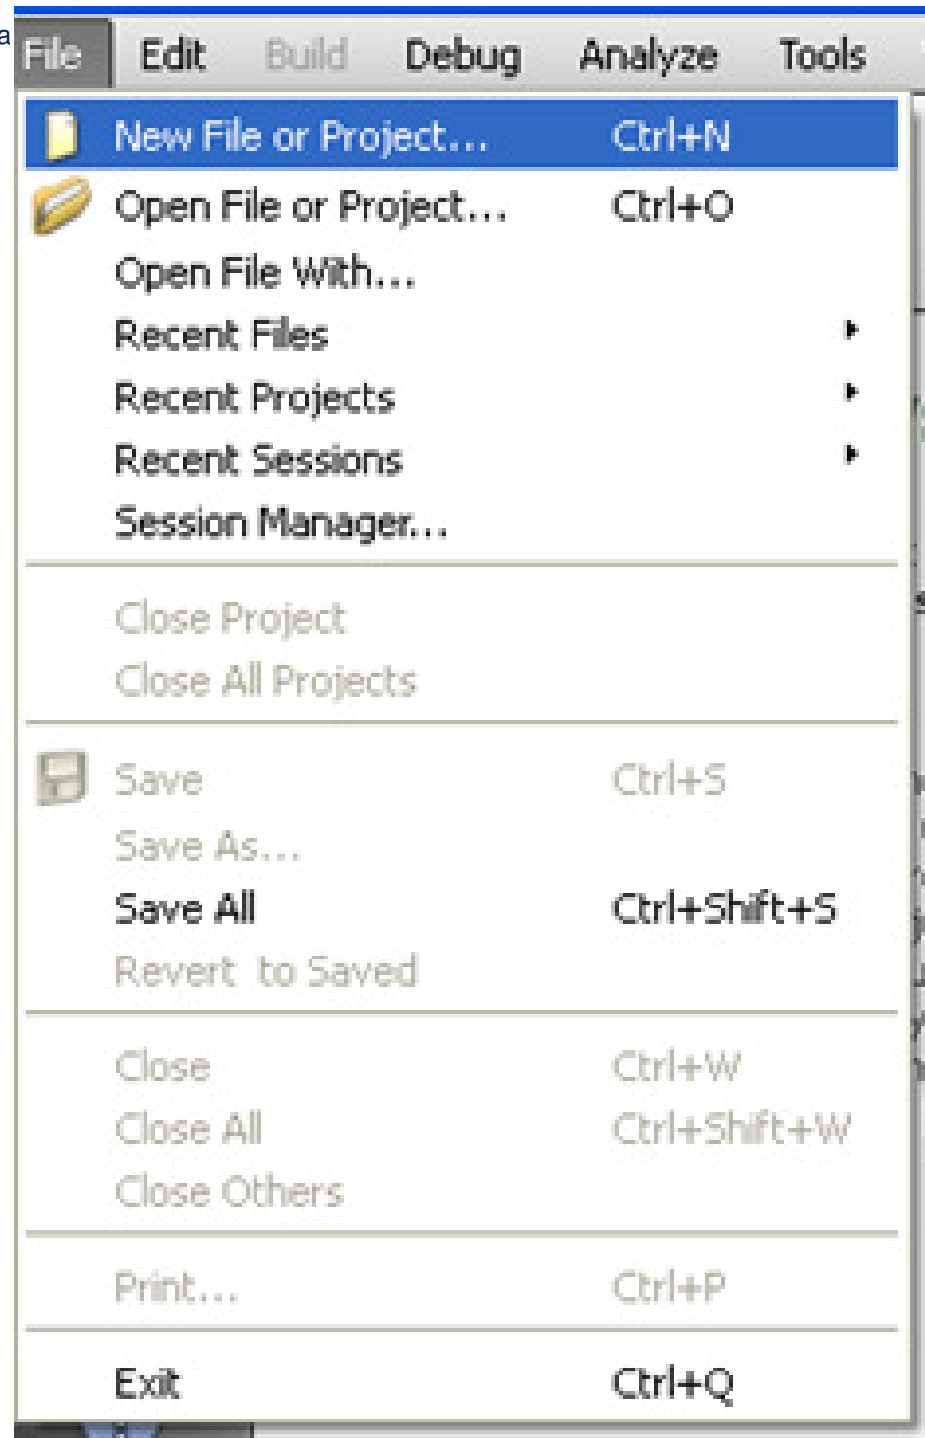 a
File Edit Build Debug Analyze Tools
New File or Project... Ctrl+N
Open File or Project... Ctrl+O
Open File With...
Recent Files
Recent Projects
Recent Sessions
Session Manager...
Close Project
Close All Projects
Save Ctrl+S
Save As...
Save All Ctrl+Shift+S
Revert to Saved
Close Ctrl+W
Close All Ctrl+Shift+W
Close Others
Print... Ctrl+P
Exit Ctrl+Q